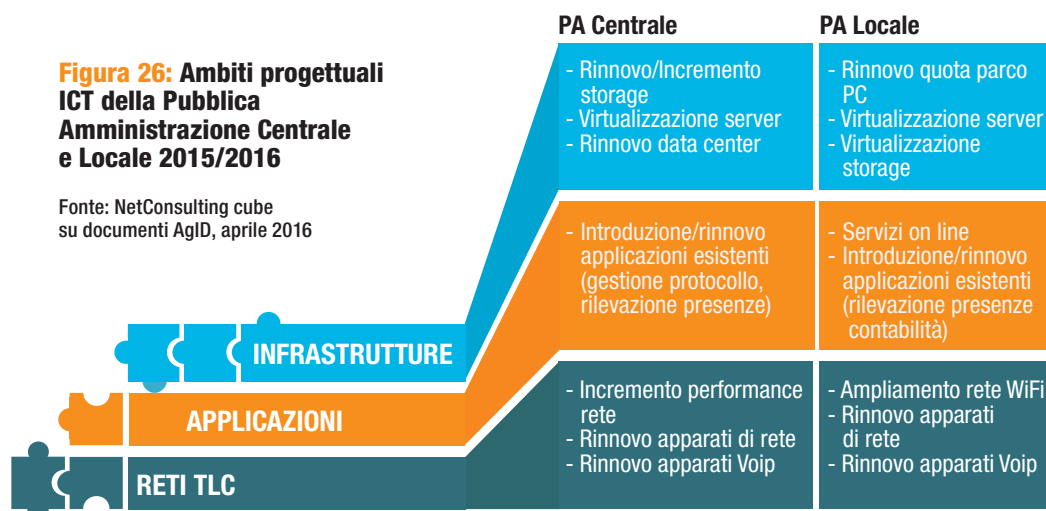 Figura 26: Ambiti progettuali
ICT della Pubblica
Amministrazione Centrale
e Locale 2015/2016
Fonte: NetConsulting cube
su documenti AgID, aprile 2016
PA Centrale
PA Locale
INFRASTRUTTURE
- Rinnovo/Incremento
storage
- Virtualizzazione server
- Rinnovo data center
- Rinnovo quota parco
PC
- Virtualizzazione server
- Virtualizzazione
storage
APPLICAZIONI
- Introduzione/rinnovo
applicazioni esistenti
(gestione protocollo,
rilevazione presenze)
- Servizi on line
- Introduzione/rinnovo
applicazioni esistenti
(rilevazione presenze
contabilità)
RETI TLC
- Incremento performance
rete
- Rinnovo apparati di rete
- Rinnovo apparati Voip
- Ampliamento rete WiFi
- Rinnovo apparati
di rete
- Rinnovo apparati Voip